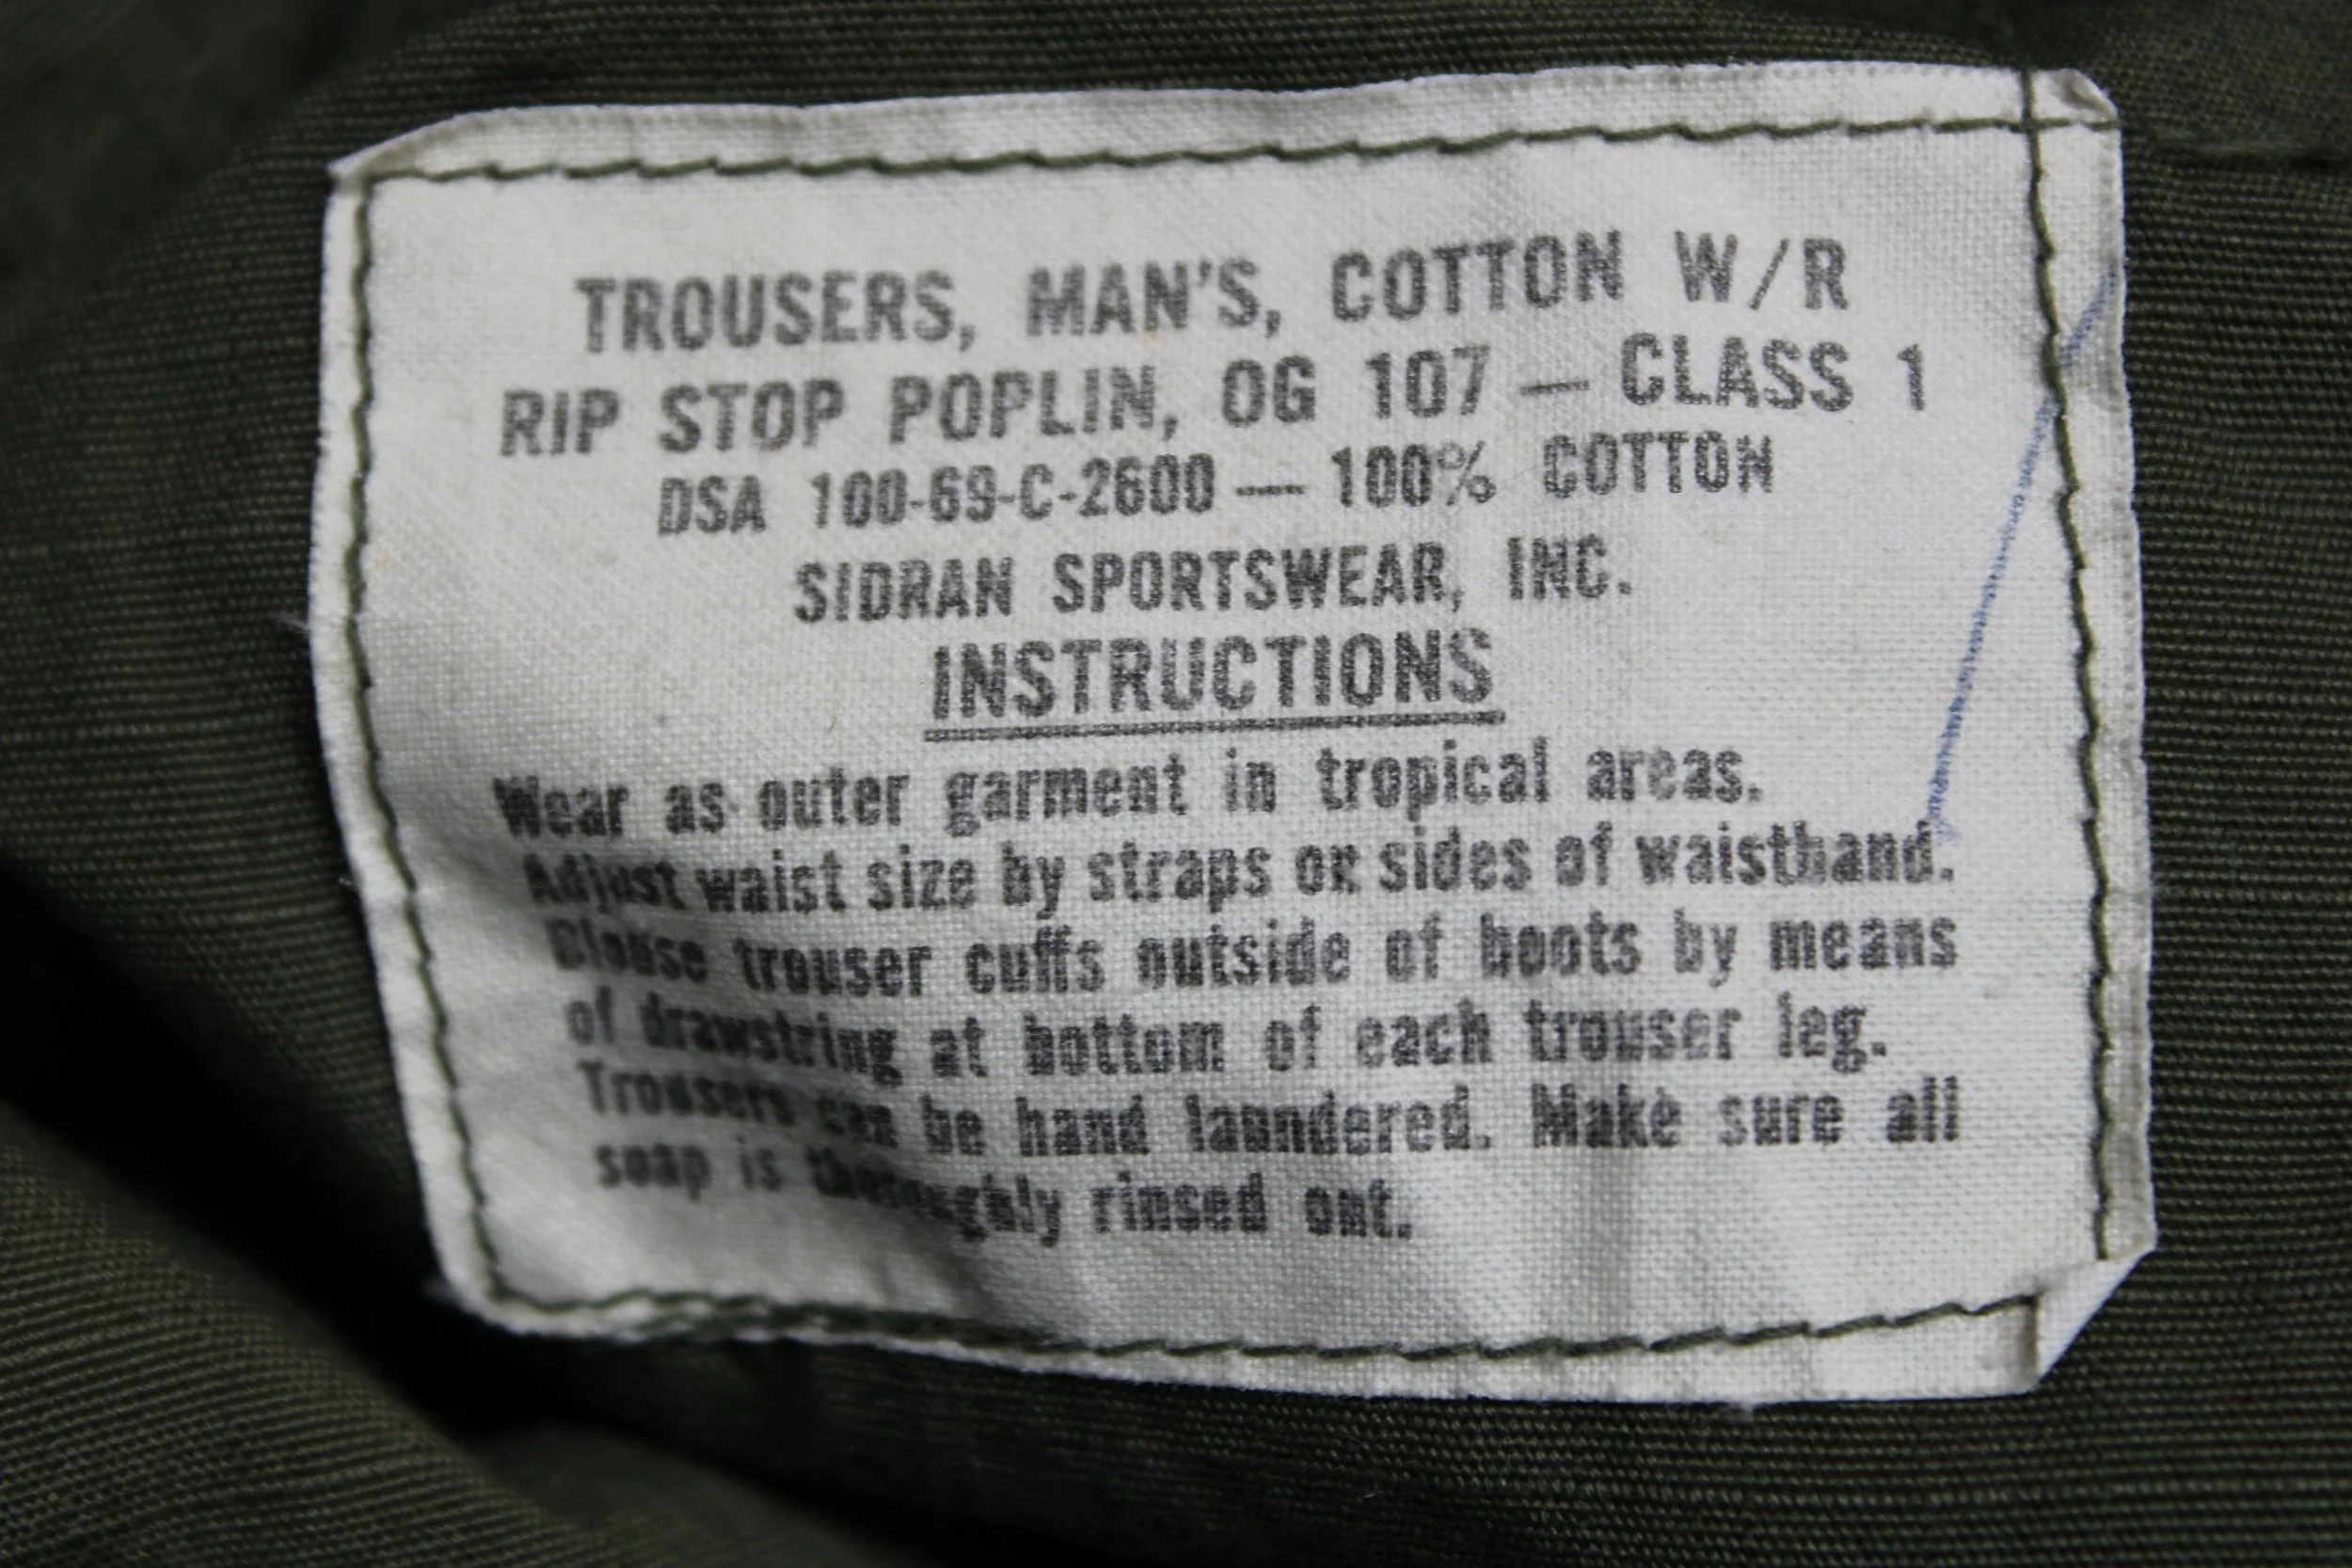 TROUSERS, MAN'S, COTTON W/R
RIP STOP POPLIN, OG 107 — CLASS 1
DSA 100-69-C-2600 — 100% COTTON
SIDRAN SPORTSWEAR, INC.
INSTRUCTIONS
Wear as outer garment in tropical areas.
Adjust waist size by straps on sides of waistband.
Blouse trouser cuffs outside of boots by means
of drawstring at bottom of each trouser leg.
Trousers can be hand laundered. Make sure all
soap is thoroughly rinsed out.